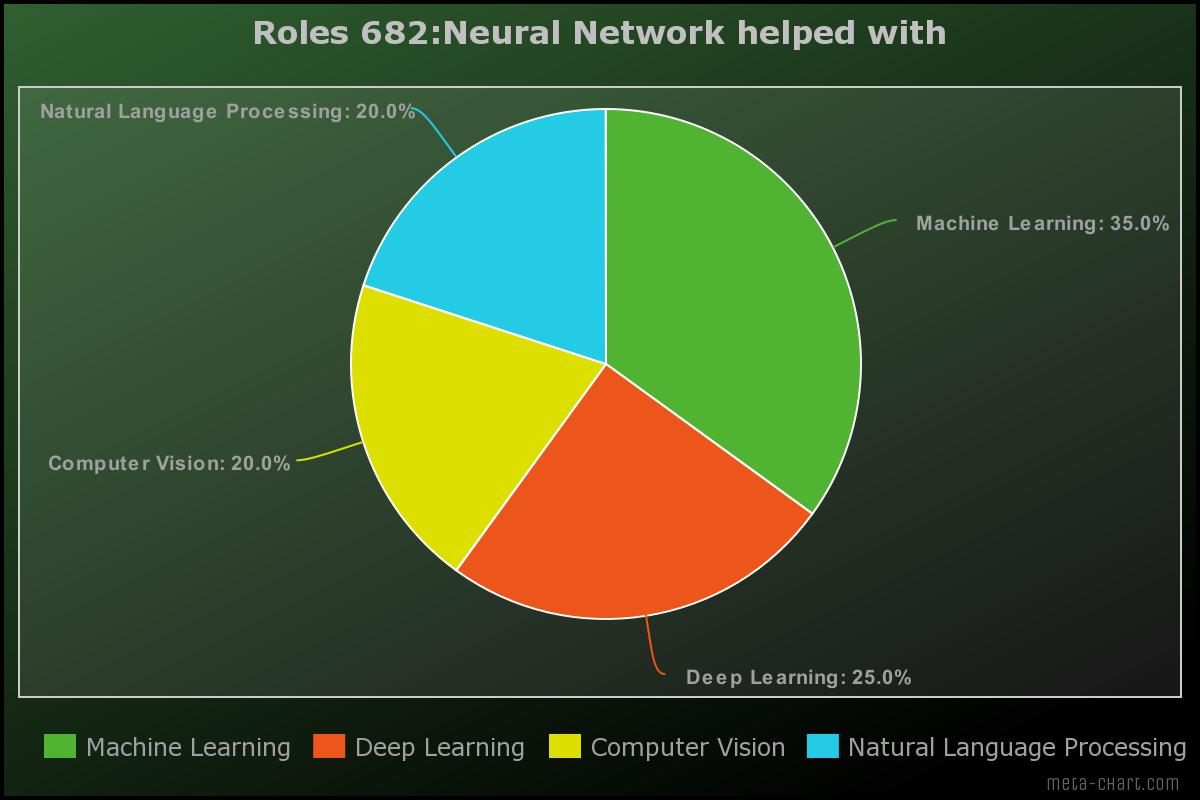 Roles 682:Neural Network helped with
Natural Language Processing: 20.0%
Machine Learning: 35.0%
Computer Vision: 20.0%
Deep Learning: 25.0%
Machine Learning Deep Learning Computer Vision Natural Language Processing
meta-chart.com